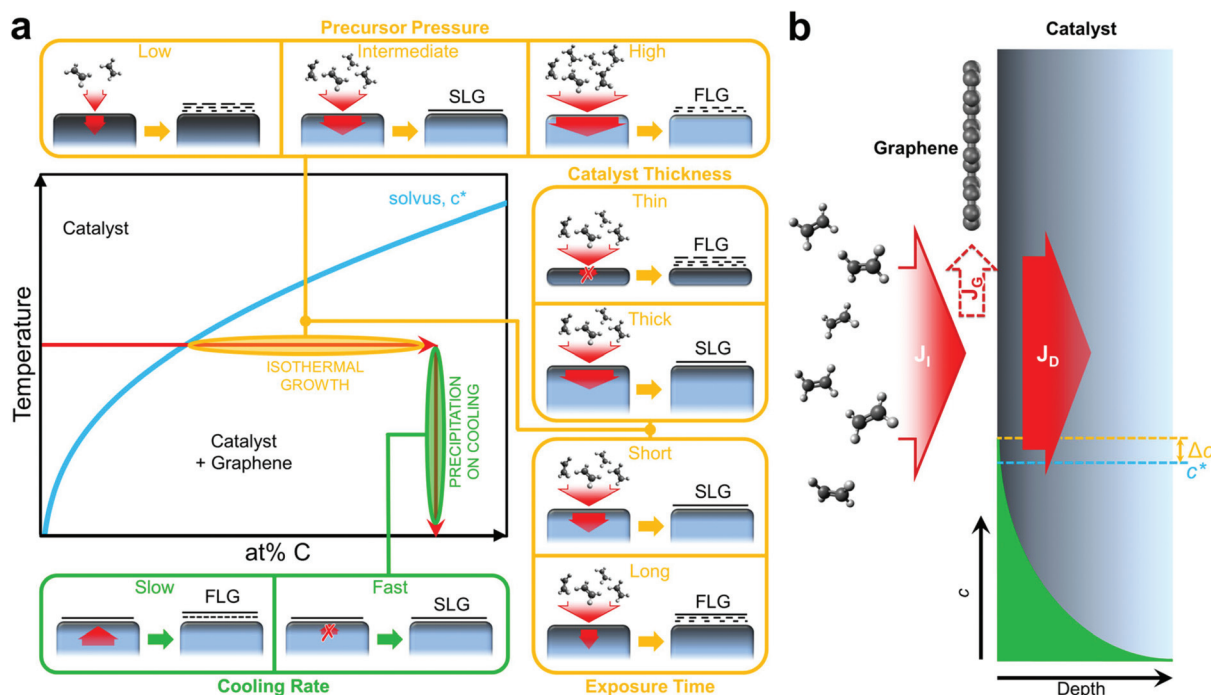 a
Precursor Pressure
Low
Intermediate
High
SLG
FLG
Temperature
Catalyst
solvus, c*
ISOTHERMAL
GROWTH
PRECIPITATION
ON COOLING
Catalyst
+ Graphene
at% C
Catalyst Thickness
Thin
FLG
Thick
SLG
Short
SLG
Long
FLG
Exposure Time
Slow
FLG
Fast
SLG
Cooling Rate
b
Catalyst
Graphene
J_G
J_I
J_D
Δc
c*
c
Depth